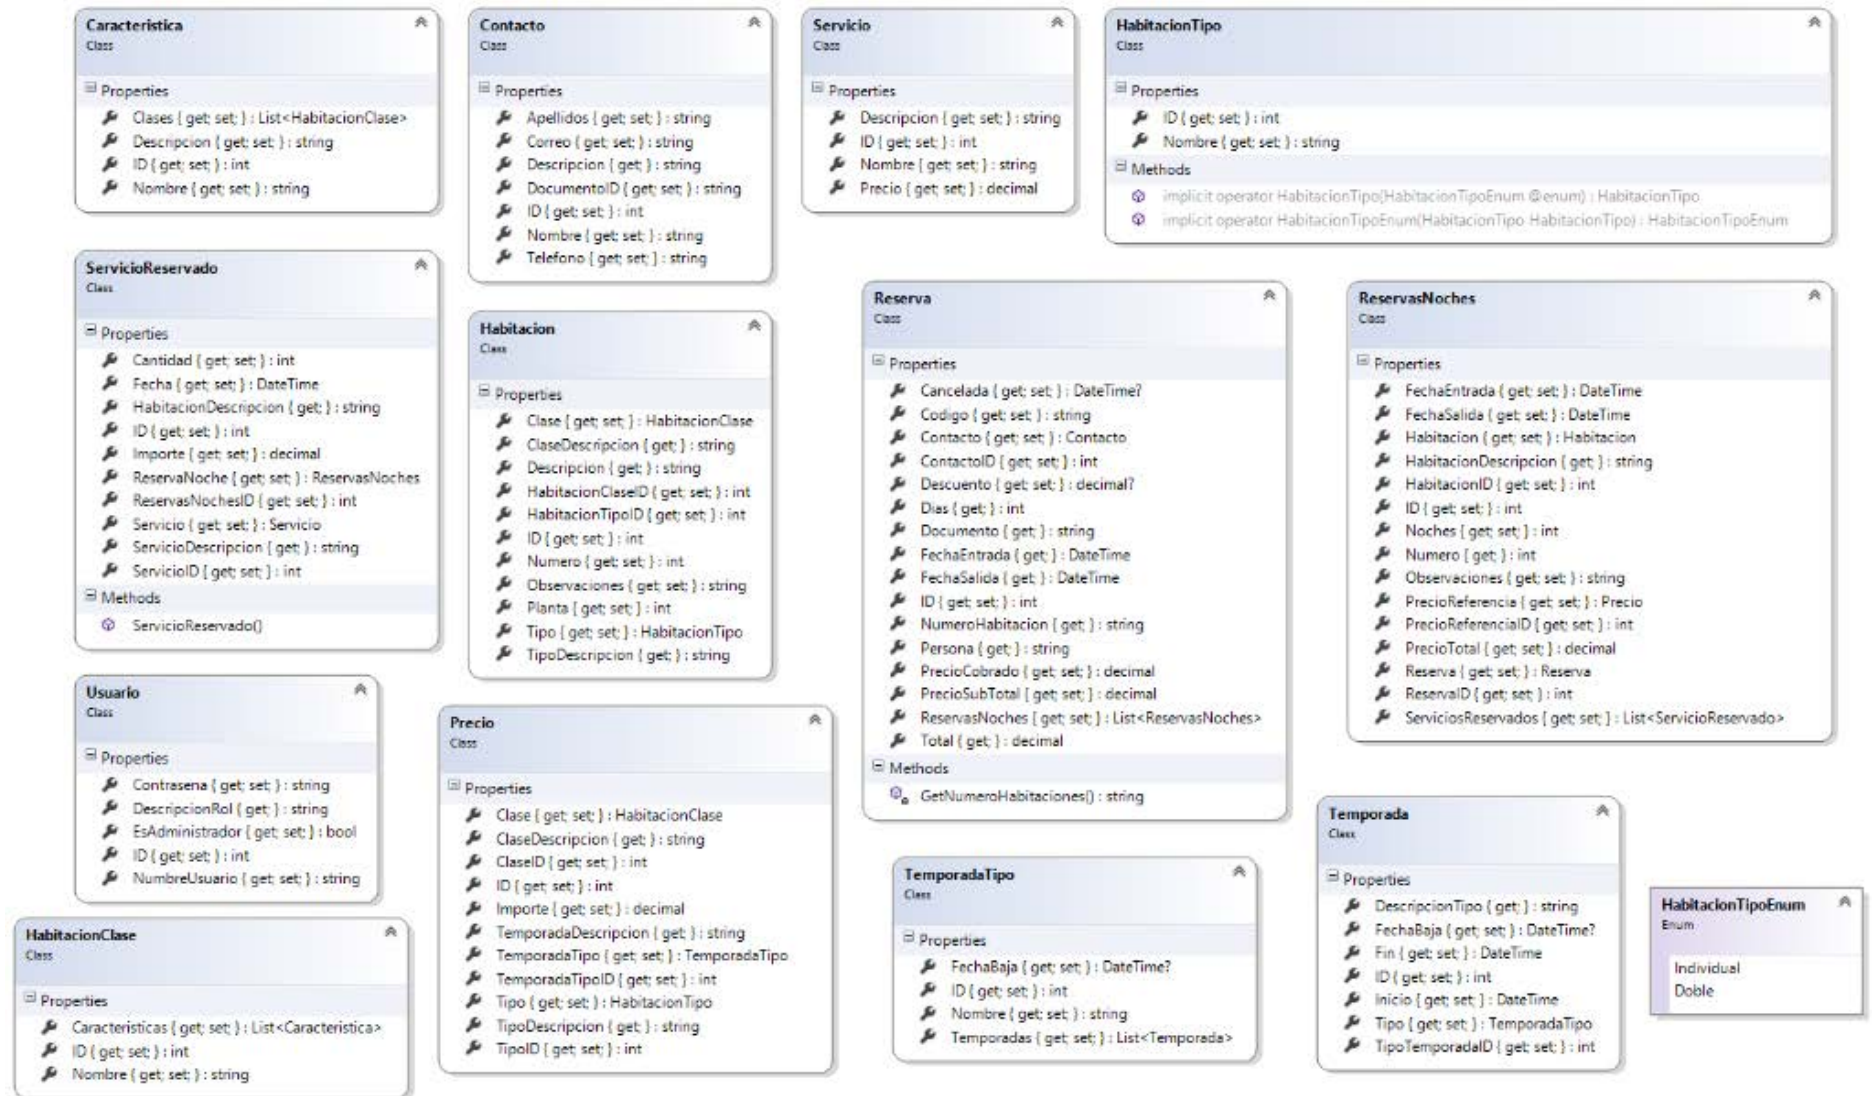 Caracteristica
Class
Properties
Clases { get; set; } : List<HabitacionClase>
Descripcion { get; set; } : string
ID { get; set; } : int
Nombre { get; set; } : string
Contacto
Class
Properties
Apellidos { get; set; } : string
Correo { get; set; } : string
Descripcion { get; } : string
DocumentoID { get; set; } : string
ID { get; set; } : int
Nombre { get; set; } : string
Telefono { get; set; } : string
Servicio
Class
Properties
Descripcion { get; set; } : string
ID { get; set; } : int
Nombre { get; set; } : string
Precio { get; set; } : decimal
HabitacionTipo
Class
Properties
ID { get; set; } : int
Nombre { get; set; } : string
Methods
implicit operator HabitacionTipo(HabitacionTipoEnum @enum) : HabitacionTipo
implicit operator HabitacionTipoEnum(HabitacionTipo HabitacionTipo) : HabitacionTipoEnum
ServicioReservado
Class
Properties
Cantidad { get; set; } : int
Fecha { get; set; } : DateTime
HabitacionDescripcion { get; } : string
ID { get; set; } : int
Importe { get; set; } : decimal
ReservaNoche { get; set; } : ReservasNoches
ReservasNochesID { get; set; } : int
Servicio { get; set; } : Servicio
ServicioDescripcion { get; } : string
ServicioID { get; set; } : int
Methods
ServicioReservado()
Habitacion
Class
Properties
Clase { get; set; } : HabitacionClase
ClaseDescripcion { get; } : string
Descripcion { get; } : string
HabitacionClaseID { get; set; } : int
HabitacionTipoID { get; set; } : int
ID { get; set; } : int
Numero { get; set; } : int
Observaciones { get; set; } : string
Planta { get; set; } : int
Tipo { get; set; } : HabitacionTipo
TipoDescripcion { get; } : string
Reserva
Class
Properties
Cancelada { get; set; } : DateTime?
Codigo { get; set; } : string
Contacto { get; set; } : Contacto
ContactoID { get; set; } : int
Descuento { get; set; } : decimal?
Dias { get; } : int
Documento { get; } : string
FechaEntrada { get; } : DateTime
FechaSalida { get; } : DateTime
ID { get; set; } : int
NumeroHabitacion { get; } : string
Persona { get; } : string
PrecioCobrado { get; set; } : decimal
PrecioSubTotal { get; set; } : decimal
ReservasNoches { get; set; } : List<ReservasNoches>
Total { get; } : decimal
Methods
GetNumeroHabitaciones() : string
ReservasNoches
Class
Properties
FechaEntrada { get; set; } : DateTime
FechaSalida { get; set; } : DateTime
Habitacion { get; set; } : Habitacion
HabitacionDescripcion { get; } : string
HabitacionID { get; set; } : int
ID { get; set; } : int
Noches { get; set; } : int
Numero { get; } : int
Observaciones { get; set; } : string
PrecioReferencia { get; set; } : Precio
PrecioReferenciaID { get; set; } : int
PrecioTotal { get; set; } : decimal
Reserva { get; set; } : Reserva
ReservaID { get; set; } : int
ServiciosReservados { get; set; } : List<ServicioReservado>
Usuario
Class
Properties
Contrasena { get; set; } : string
DescripcionRol { get; } : string
EsAdministrador { get; set; } : bool
ID { get; set; } : int
NumbreUsuario { get; set; } : string
Precio
Class
Properties
Clase { get; set; } : HabitacionClase
ClaseDescripcion { get; } : string
ClaseID { get; set; } : int
ID { get; set; } : int
Importe { get; set; } : decimal
TemporadaDescripcion { get; } : string
TemporadaTipo { get; set; } : TemporadaTipo
TemporadaTipoID { get; set; } : int
Tipo { get; set; } : HabitacionTipo
TipoDescripcion { get; } : string
TipoID { get; set; } : int
HabitacionClase
Class
Properties
Caracteristicas { get; set; } : List<Caracteristica>
ID { get; set; } : int
Nombre { get; set; } : string
TemporadaTipo
Class
Properties
FechaBaja { get; set; } : DateTime?
ID { get; set; } : int
Nombre { get; set; } : string
Temporadas { get; set; } : List<Temporada>
Temporada
Class
Properties
DescripcionTipo { get; } : string
FechaBaja { get; set; } : DateTime?
Fin { get; set; } : DateTime
ID { get; set; } : int
Inicio { get; set; } : DateTime
Tipo { get; set; } : TemporadaTipo
TipoTemporadaID { get; set; } : int
HabitacionTipoEnum
Enum
Individual
Doble